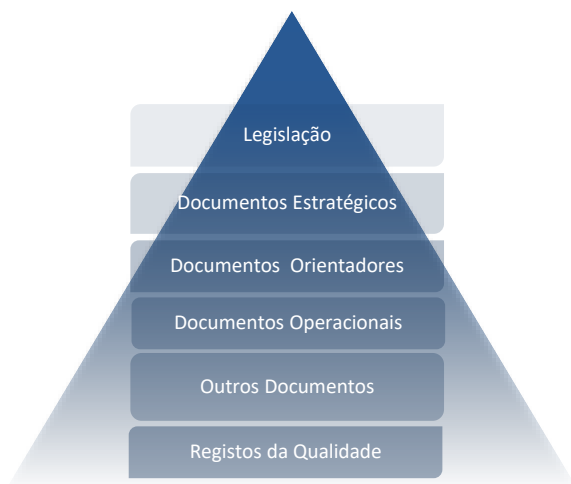 Legislação
Documentos Estratégicos
Documentos Orientadores
Documentos Operacionais
Outros Documentos
Registos da Qualidade